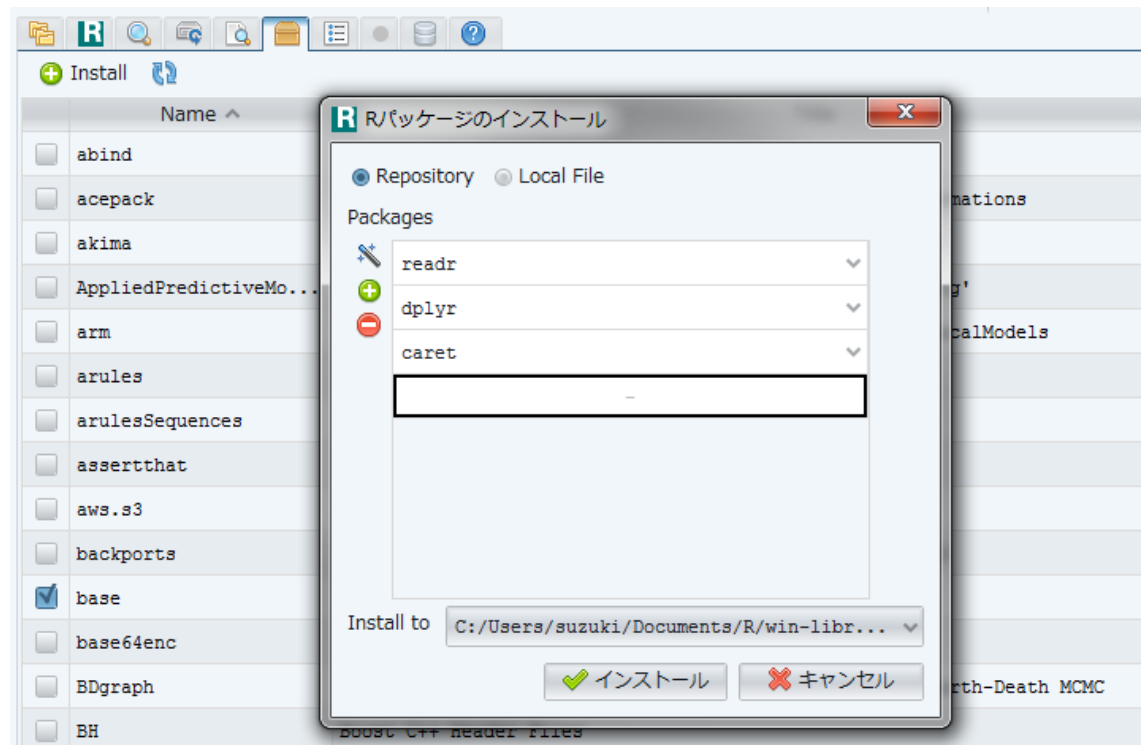 Install
Name
abind
acepack
mations
akima
AppliedPredictiveMo...
g'
arm
calModels
arules
arulesSequences
assertthat
aws.s3
backports
base
base64enc
BDgraph
rth-Death MCMC
BH
Boost C++ Header Files
R Rパッケージのインストール
Repository
Local File
Packages
readr
dplyr
caret
–
Install to
C:/Users/suzuki/Documents/R/win-libr...
インストール
キャンセル